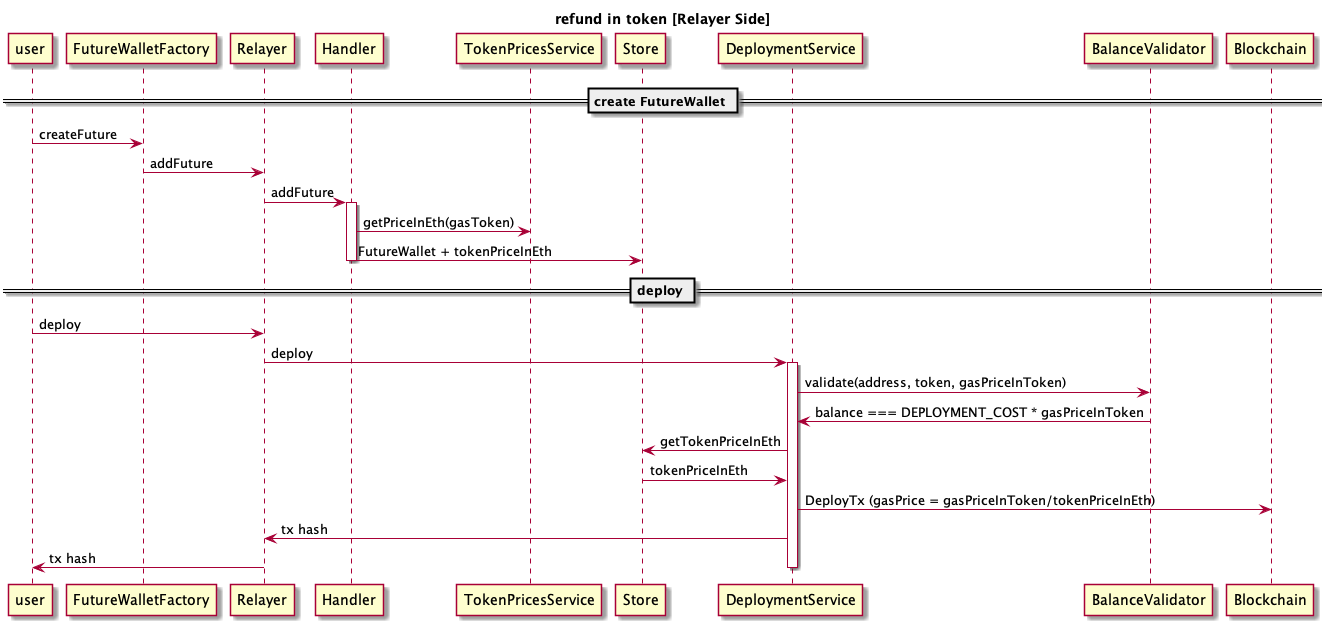 refund in token [Relayer Side]
user FutureWalletFactory Relayer Handler TokenPricesService Store DeploymentService BalanceValidator Blockchain
create FutureWallet
createFuture
addFuture
addFuture
getPriceInEth(gasToken)
FutureWallet + tokenPriceInEth
deploy
deploy
deploy
validate(address, token, gasPriceInToken)
balance === DEPLOYMENT_COST * gasPriceInToken
getTokenPriceInEth
tokenPriceInEth
DeployTx (gasPrice = gasPriceInToken/tokenPriceInEth)
tx hash
tx hash
user FutureWalletFactory Relayer Handler TokenPricesService Store DeploymentService BalanceValidator Blockchain